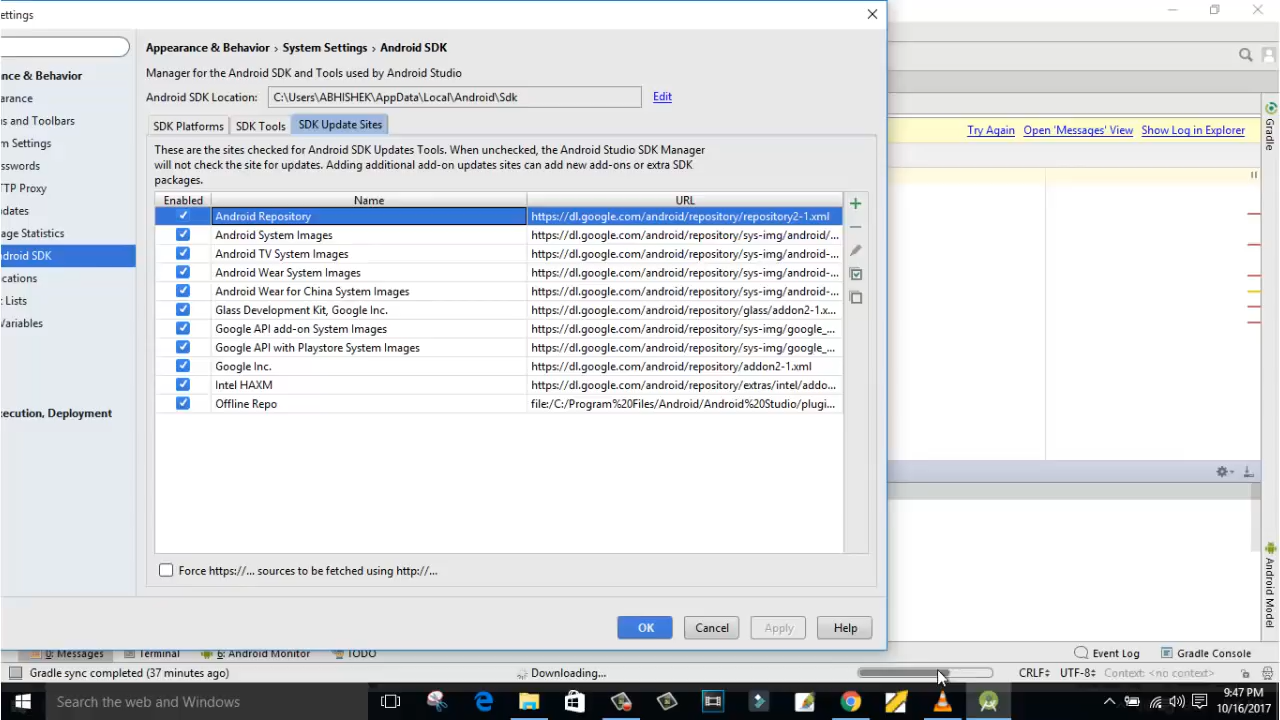 ettings
Appearance & Behavior › System Settings › Android SDK
nce & Behavior
Manager for the Android SDK and Tools used by Android Studio
arance
Android SDK Location: C:\Users\ABHISHEK\AppData\Local\Android\Sdk Edit
us and Toolbars
SDK Platforms SDK Tools SDK Update Sites
Try Again Open 'Messages' View Show Log in Explorer
Gradle
m Settings
These are the sites checked for Android SDK Updates Tools. When unchecked, the Android Studio SDK Manager
will not check the site for updates. Adding additional add-on updates sites can add new add-ons or extra SDK
packages.
sswords
TTP Proxy
dates
age Statistics
ndroid SDK
cations
t Lists
Variables
ecution, Deployment
Enabled Name URL
Android Repository https://dl.google.com/android/repository/repository2-1.xml
Android System Images https://dl.google.com/android/repository/sys-img/android/...
Android TV System Images https://dl.google.com/android/repository/sys-img/android-...
Android Wear System Images https://dl.google.com/android/repository/sys-img/android-...
Android Wear for China System Images https://dl.google.com/android/repository/sys-img/android-...
Glass Development Kit, Google Inc. https://dl.google.com/android/repository/glass/addon2-1.x...
Google API add-on System Images https://dl.google.com/android/repository/sys-img/google_...
Google API with Playstore System Images https://dl.google.com/android/repository/sys-img/google_...
Google Inc. https://dl.google.com/android/repository/addon2-1.xml
Intel HAXM https://dl.google.com/android/repository/extras/intel/addo...
Offline Repo file:/C:/Program%20Files/Android/Android%20Studio/plugi...
Force https://... sources to be fetched using http://...
Android Model
OK Cancel Apply Help
0: Messages Terminal 6: Android Monitor TODO Event Log Gradle Console
Gradle sync completed (37 minutes ago) Downloading... CRLF UTF-8 Context: <no context>
Search the web and Windows
9:47 PM
10/16/2017